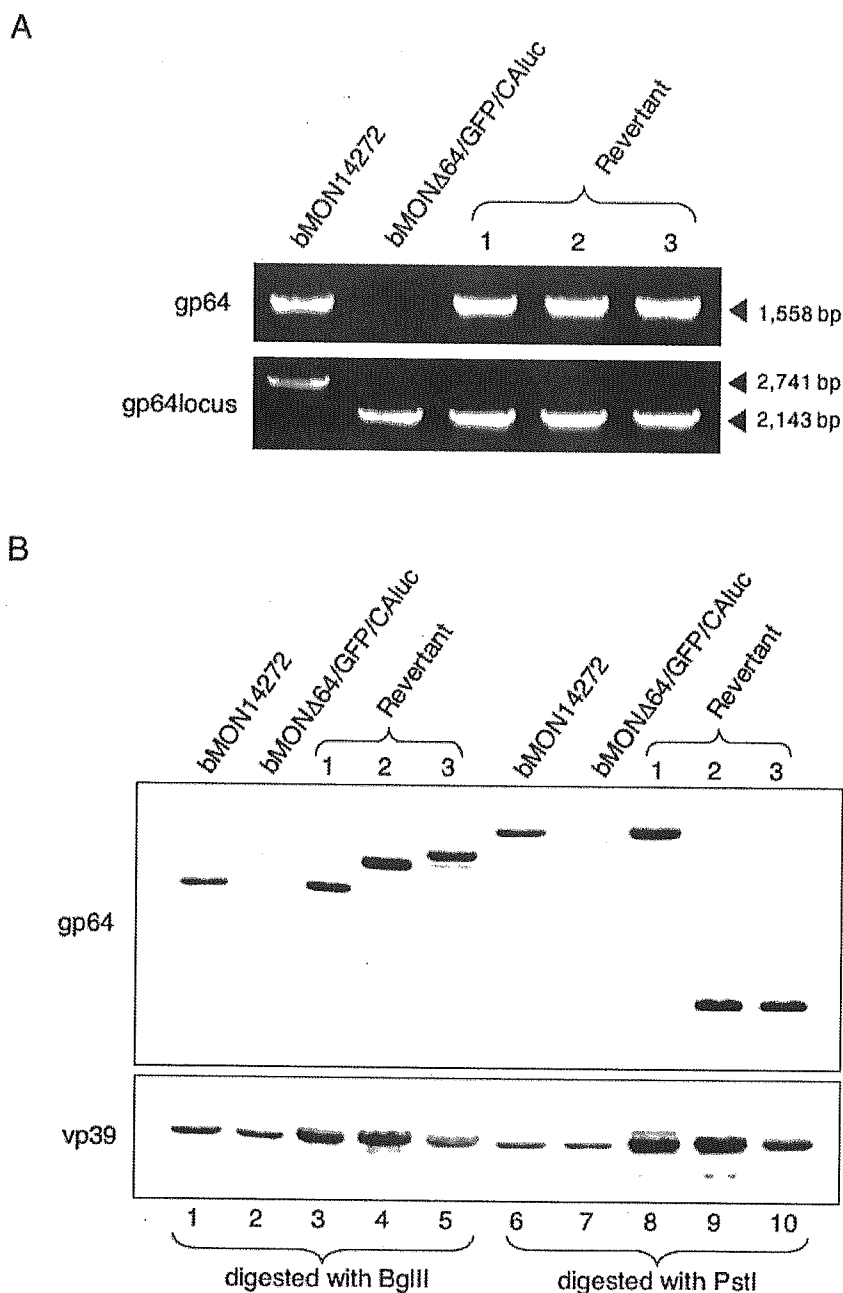 A
bMON14272
bMONΔ64/GFP/CAluc
Revertant
1 2 3
gp64
1,558 bp
gp64locus
2,741 bp
2,143 bp
B
bMON14272
bMONΔ64/GFP/CAluc
Revertant
bMON14272
bMONΔ64/GFP/CAluc
Revertant
1 2 3 1 2 3
gp64
vp39
1 2 3 4 5 6 7 8 9 10
digested with BglII
digested with PstI